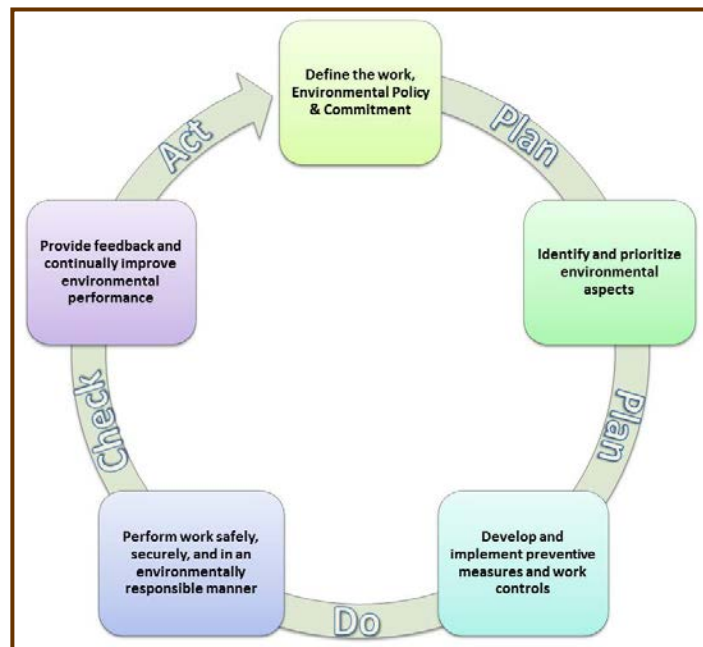 Define the work,
Environmental Policy
& Commitment
Plan
Identify and prioritize
environmental
aspects
Plan
Develop and
implement preventive
measures and work
controls
Do
Perform work safely,
securely, and in an
environmentally
responsible manner
Check
Provide feedback and
continually improve
environmental
performance
Act